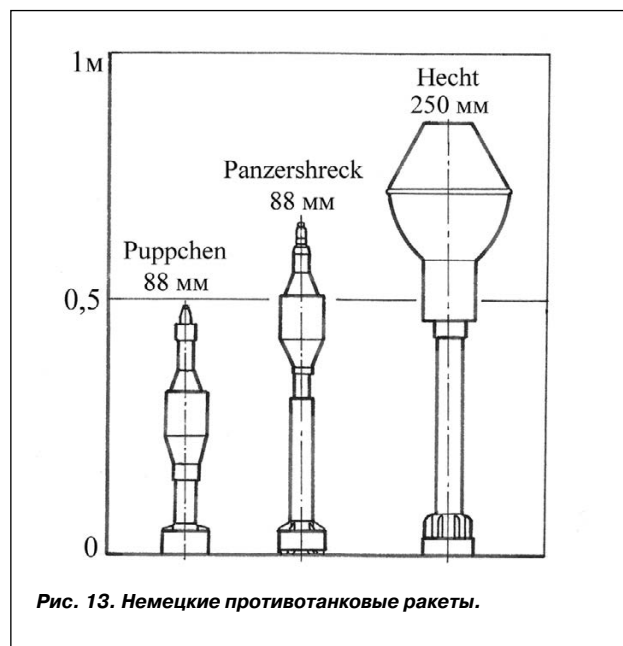 1м
Hecht
250 мм
Panzershreck
88 мм
Puppchen
88 мм
0,5
0
Рис. 13. Немецкие противотанковые ракеты.